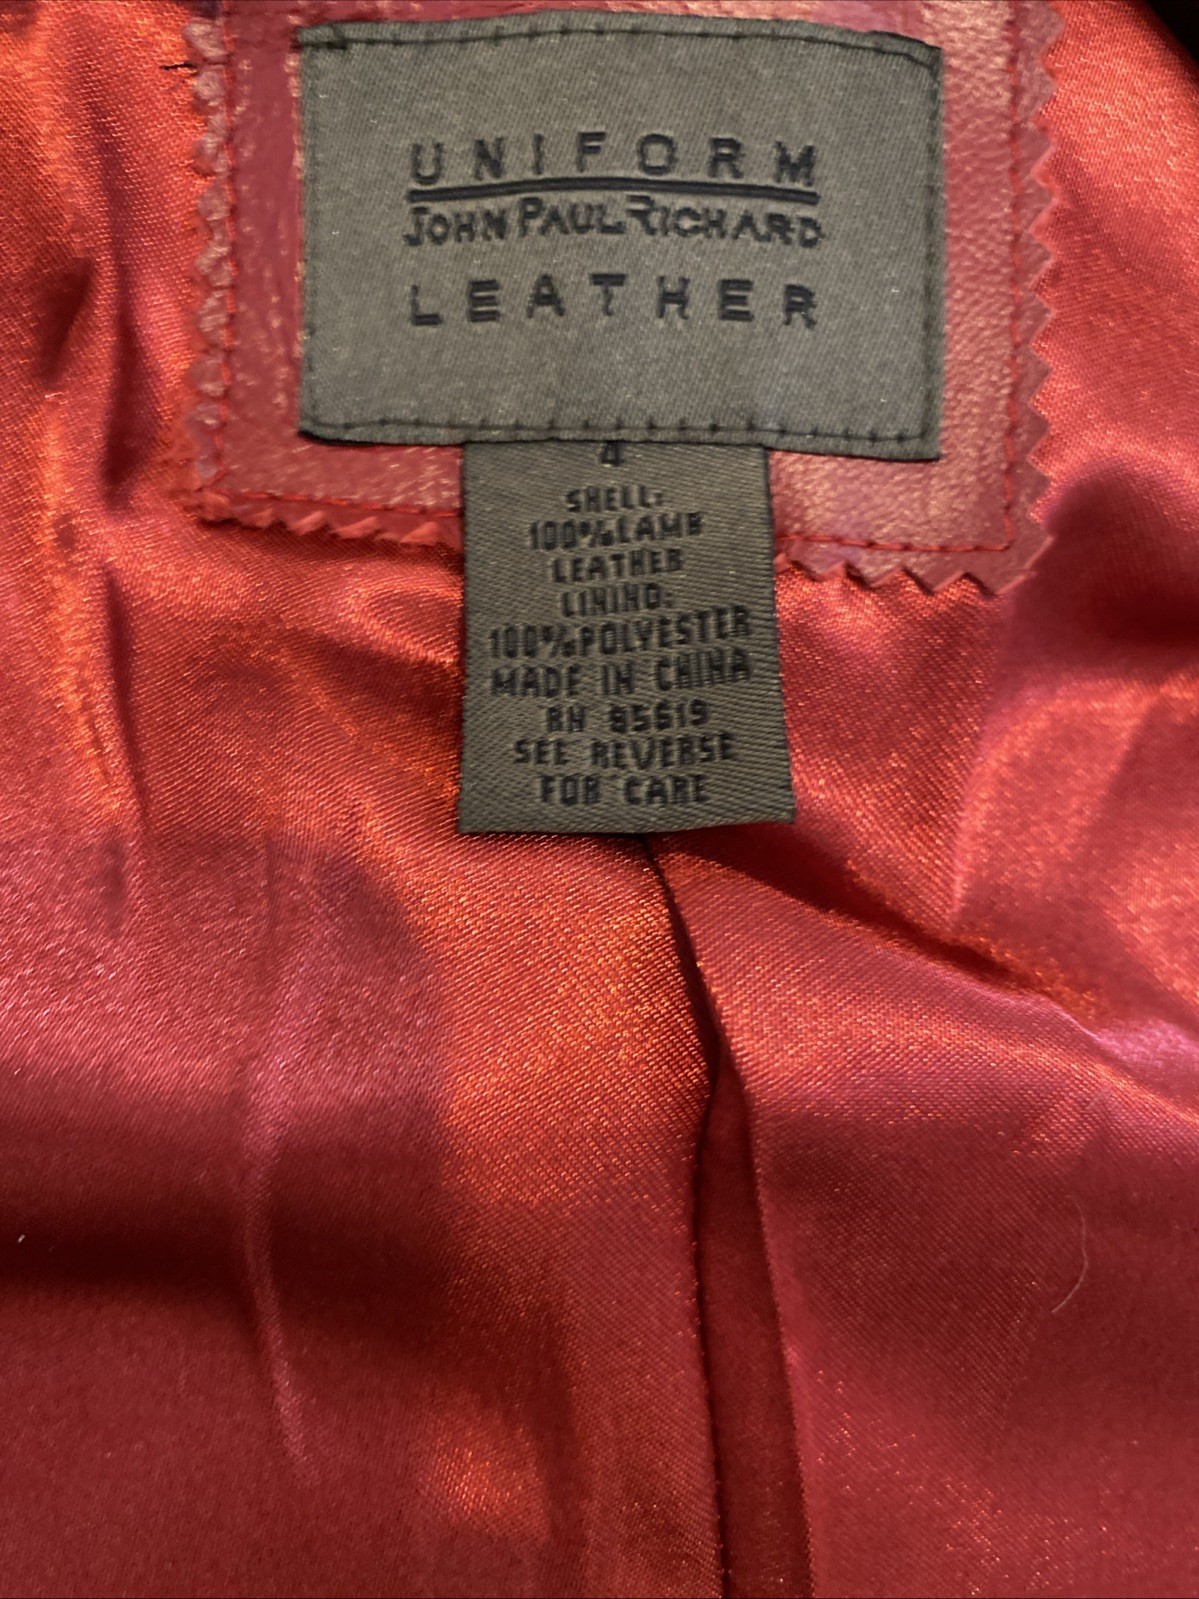 UNIFORM
JOHN PAUL RICHARD
LEATHER
4
SHELL:
100% LAMB
LEATHER
LINING:
100% POLYESTER
MADE IN CHINA
RN 85619
SEE REVERSE
FOR CARE